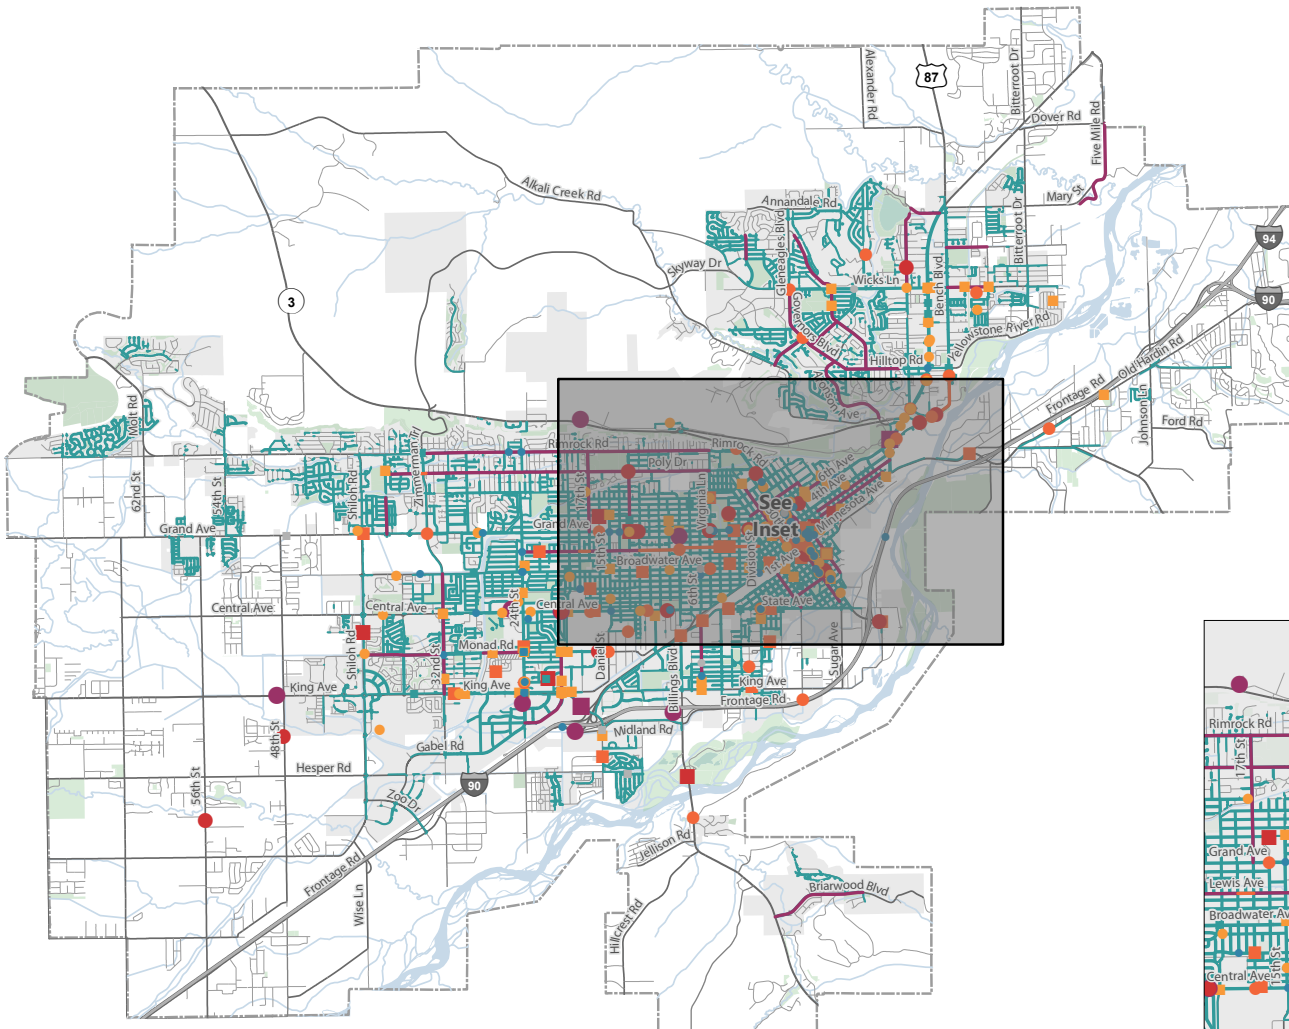 87
Alexander Rd
Bitterroot Dr
Dover Rd
Five Mile Rd
Alkali Creek Rd
Annandale Rd
Mary St
Bitterroot Dr
94
90
Skyway Dr
Gleneagles Blvd
Wicks Ln
Bench Blvd
3
Governors Blvd
Yellowstone River Rd
Hilltop Rd
Old Hardin Rd
Frontage Rd
Johnson Ln
Ford Rd
Molt Rd
Zimmerman Trl
Rimrock Rd
Rimrock Rd
Poly Dr
62nd St
54th St
Shiloh Rd
17th St
Virginia Ln
6th Ave
4th Ave
Minnesota Ave
See
Inset
Grand Ave
Grand Ave
15th St
Division St
1st Ave
Broadwater Ave
6th St
Central Ave
Central Ave
24th St
Central Ave
State Ave
Shiloh Rd
32nd St
Monad Rd
Daniel St
Billings Blvd
Sugar Ave
King Ave
King Ave
King Ave
Frontage Rd
Midland Rd
48th St
Gabel Rd
Hesper Rd
90
56th St
Zoo Dr
Frontage Rd
Wise Ln
Jellison Rd
Hillcrest Rd
Briarwood Blvd
Rimrock Rd
17th St
Grand Ave
Lewis Ave
Broadwater Av
Central Ave
15th St